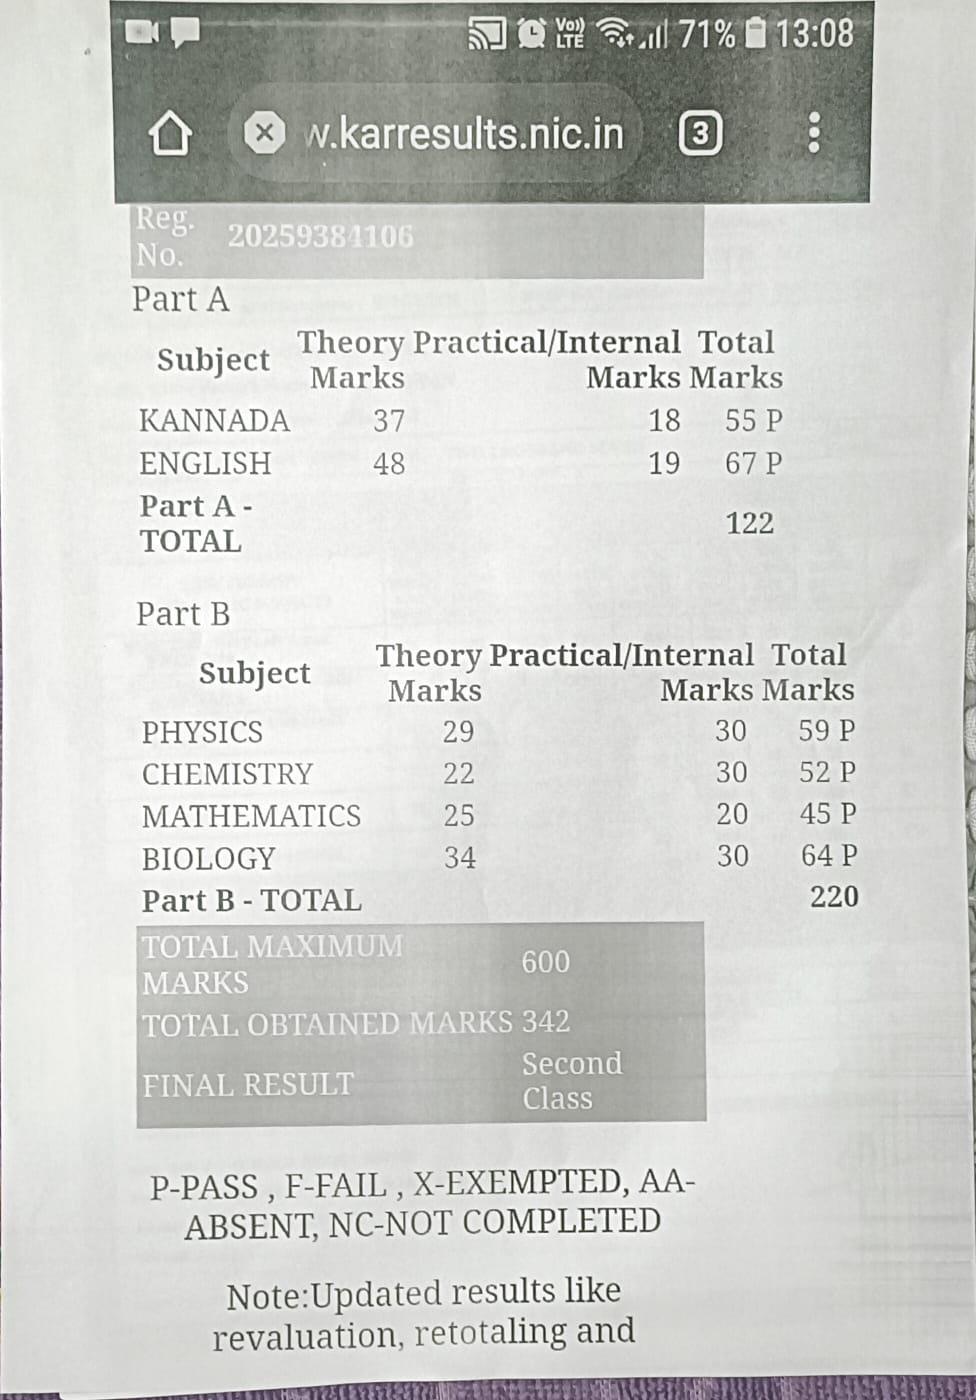 Vo)) LTE 71% 13:08
w.karresults.nic.in 3
Reg. No. 20259384106
Part A
Subject Theory Marks Practical/Internal Marks Total Marks
KANNADA 37 18 55 P
ENGLISH 48 19 67 P
Part A - TOTAL 122
Part B
Subject Theory Marks Practical/Internal Marks Total Marks
PHYSICS 29 30 59 P
CHEMISTRY 22 30 52 P
MATHEMATICS 25 20 45 P
BIOLOGY 34 30 64 P
Part B - TOTAL 220
TOTAL MAXIMUM MARKS 600
TOTAL OBTAINED MARKS 342
FINAL RESULT Second Class
P-PASS , F-FAIL , X-EXEMPTED, AA-
ABSENT, NC-NOT COMPLETED
Note:Updated results like
revaluation, retotaling and